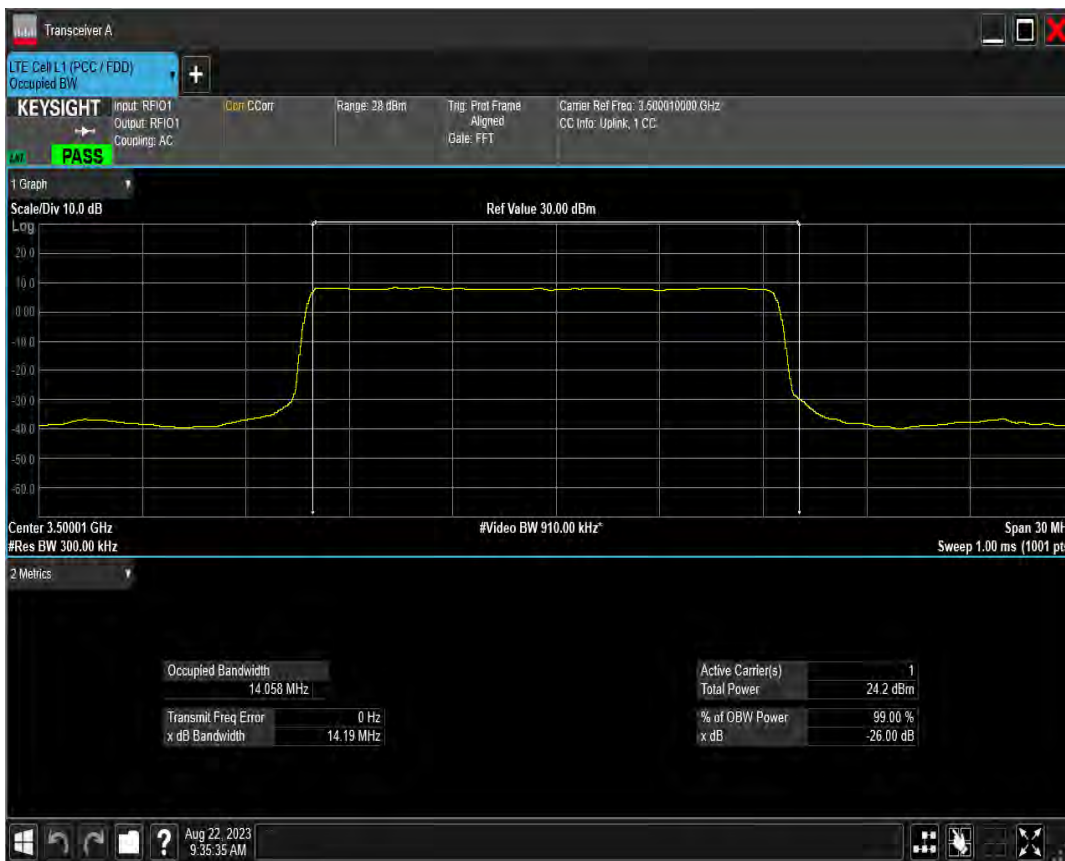 Transceiver A
LTE Cell L1 (PCC / FDD)
Occupied BW
+
KEYSIGHT
Input: RFIO1
Output: RFIO1
Coupling: AC
Corr CCorr
Range: 28 dBm
Trig: Prot Frame
Aligned
Gate: FFT
Carrier Ref Freq: 3.500010000 GHz
CC Info: Uplink, 1 CC
PASS
1 Graph
Scale/Div 10.0 dB
Ref Value 30.00 dBm
Log
20.0
10.0
0.00
-10.0
-20.0
-30.0
-40.0
-50.0
-60.0
Center 3.50001 GHz
#Video BW 910.00 kHz*
Span 30 MH
#Res BW 300.00 kHz
Sweep 1.00 ms (1001 pt
2 Metrics
Occupied Bandwidth
14.058 MHz
Transmit Freq Error 0 Hz
x dB Bandwidth 14.19 MHz
Active Carrier(s) 1
Total Power 24.2 dBm
% of OBW Power 99.00 %
x dB -26.00 dB
?
Aug 22, 2023
9:35:35 AM